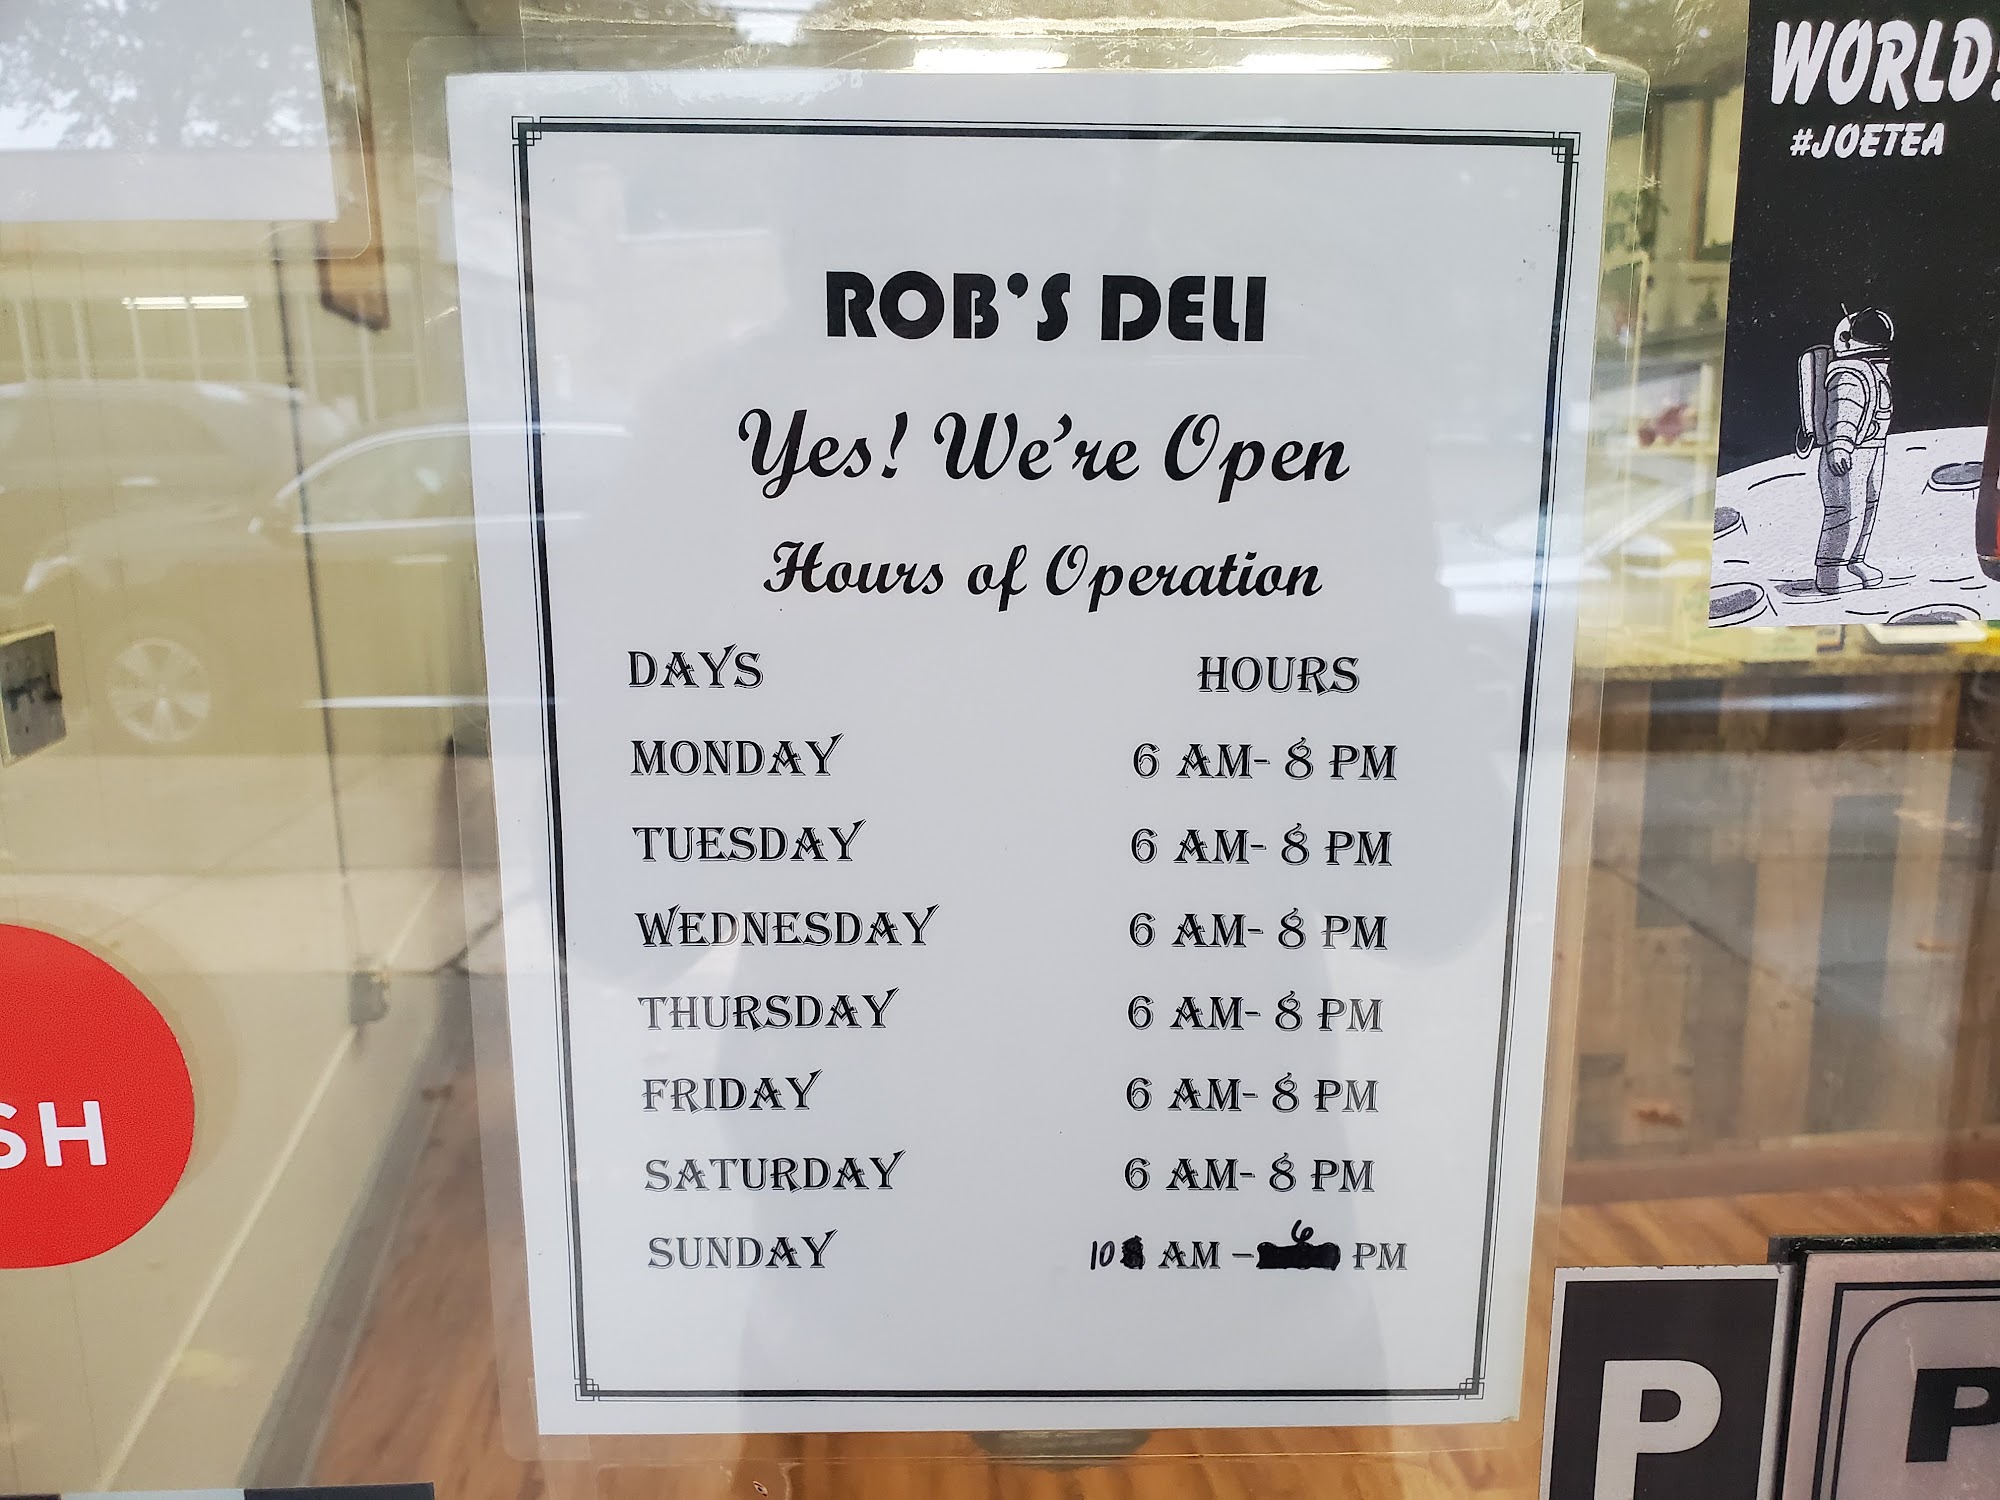 WORLD!
#JOETEA
ROB'S DELI
Yes! We're Open
Hours of Operation
DAYS HOURS
MONDAY 6 AM- 8 PM
TUESDAY 6 AM- 8 PM
WEDNESDAY 6 AM- 8 PM
THURSDAY 6 AM- 8 PM
FRIDAY 6 AM- 8 PM
SATURDAY 6 AM- 8 PM
SUNDAY 10 AM - 6 PM
SH
P
P